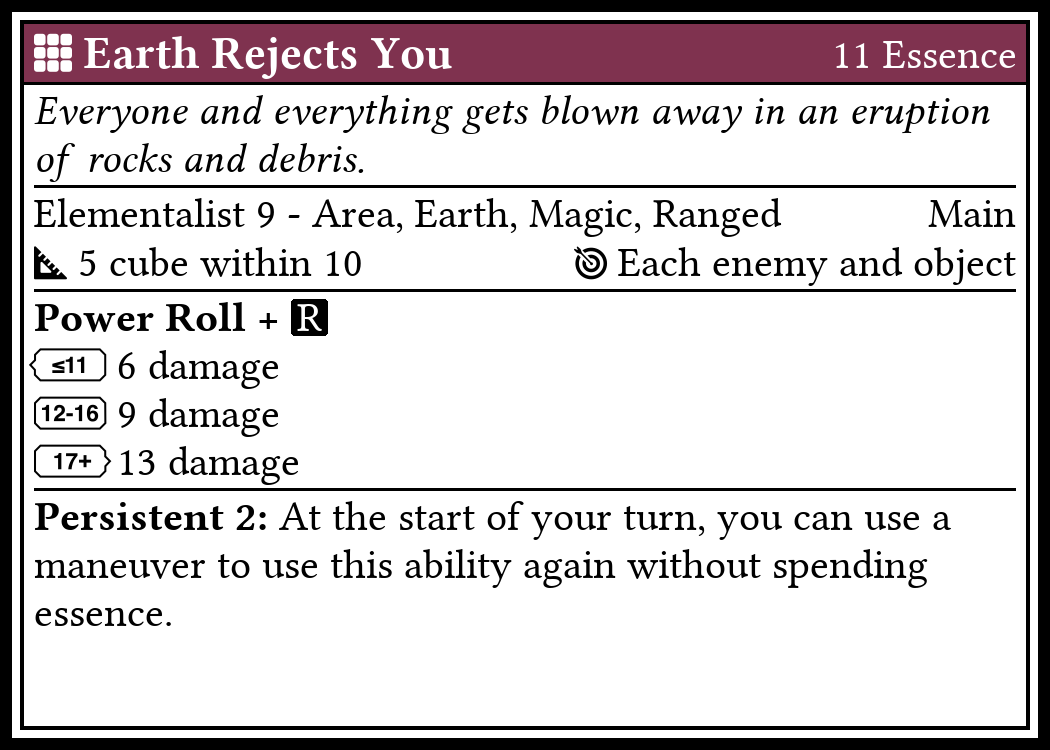 Earth Rejects You 11 Essence
Everyone and everything gets blown away in an eruption
of rocks and debris.
Elementalist 9 - Area, Earth, Magic, Ranged Main
5 cube within 10 Each enemy and object
Power Roll + R
≤11 6 damage
12-16 9 damage
17+ 13 damage
Persistent 2: At the start of your turn, you can use a
maneuver to use this ability again without spending
essence.